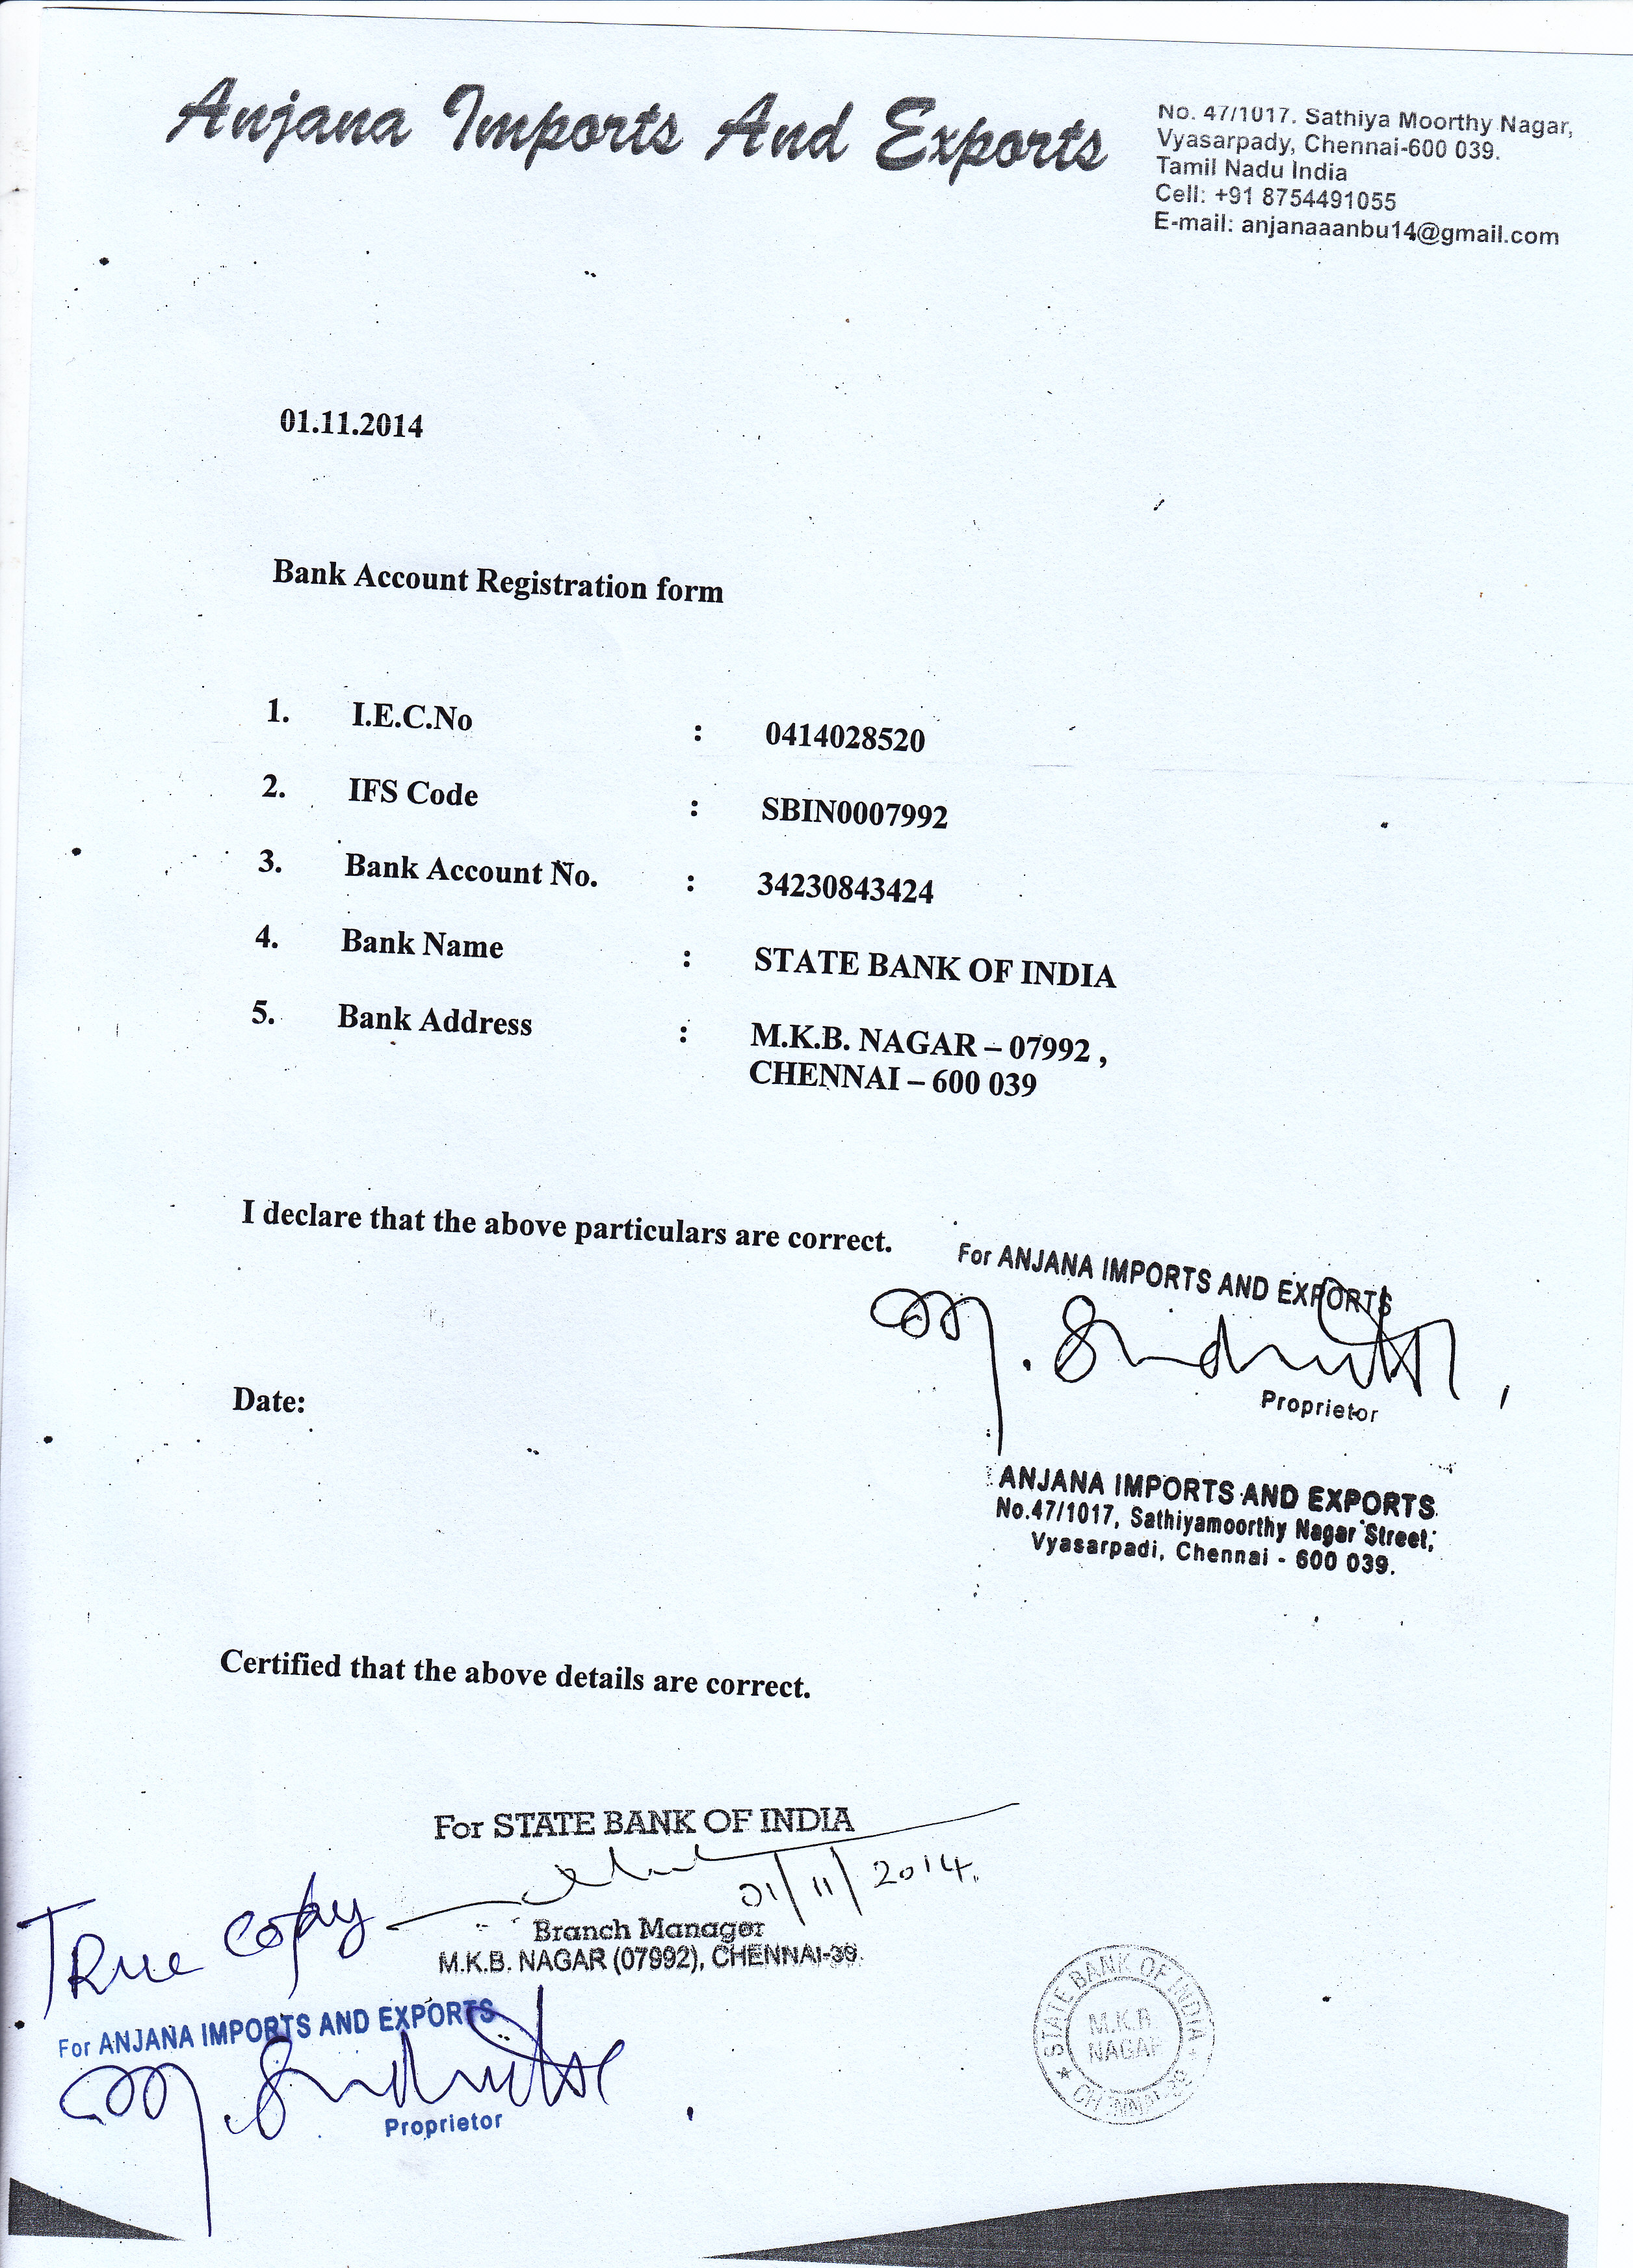 Anjana Imports And Exports
No. 47/1017. Sathiya Moorthy Nagar,
Vyasarpady, Chennai-600 039.
Tamil Nadu India
Cell: +91 8754491055
E-mail: anjanaaanbu14@gmail.com
01.11.2014
Bank Account Registration form
1. I.E.C.No : 0414028520
2. IFS Code : SBIN0007992
3. Bank Account No. : 34230843424
4. Bank Name : STATE BANK OF INDIA
5. Bank Address : M.K.B. NAGAR – 07992 ,
CHENNAI – 600 039
I declare that the above particulars are correct.
For ANJANA IMPORTS AND EXPORTS
Proprietor
Date:
ANJANA IMPORTS AND EXPORTS
No.47/1017, Sathiyamoorthy Nagar Street,
Vyasarpadi, Chennai - 600 039.
Certified that the above details are correct.
For STATE BANK OF INDIA
01/11/2014.
Branch Manager
M.K.B. NAGAR (07992), CHENNAI-39.
True copy
For ANJANA IMPORTS AND EXPORTS
Proprietor
STATE BANK OF INDIA
M.K.B.
NAGAR
CHENNAI-39